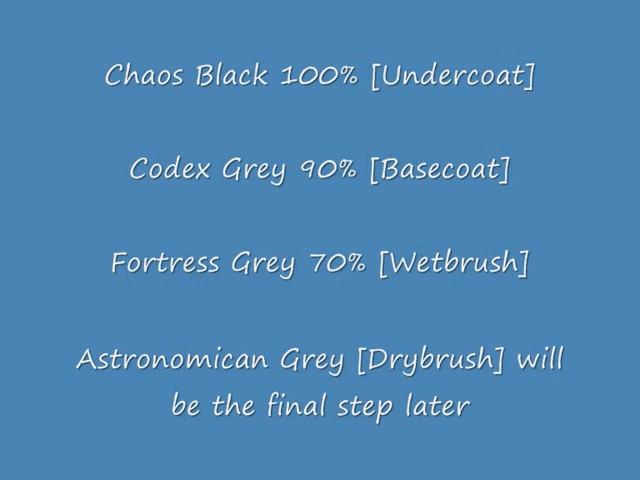 Chaos Black 100% [Undercoat]
Codex Grey 90% [Basecoat]
Fortress Grey 70% [Wetbrush]
Astronomican Grey [Drybrush] will
be the final step later